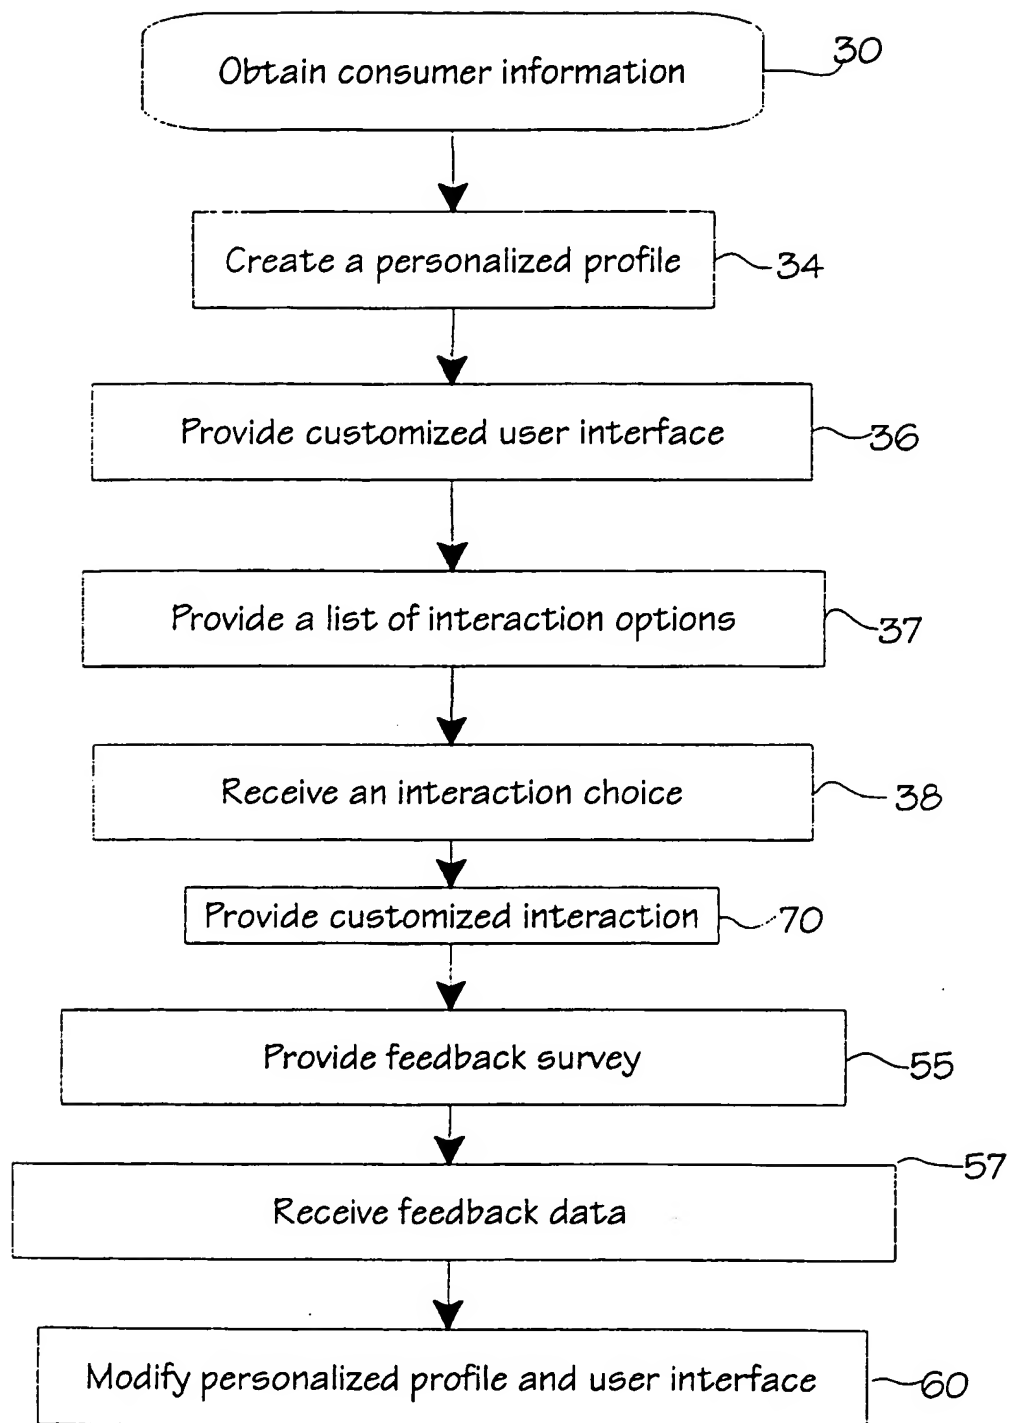 Obtain consumer information
30
Create a personalized profile
34
Provide customized user interface
36
Provide a list of interaction options
37
Receive an interaction choice
38
Provide customized interaction
70
Provide feedback survey
55
57
Receive feedback data
Modify personalized profile and user interface
60